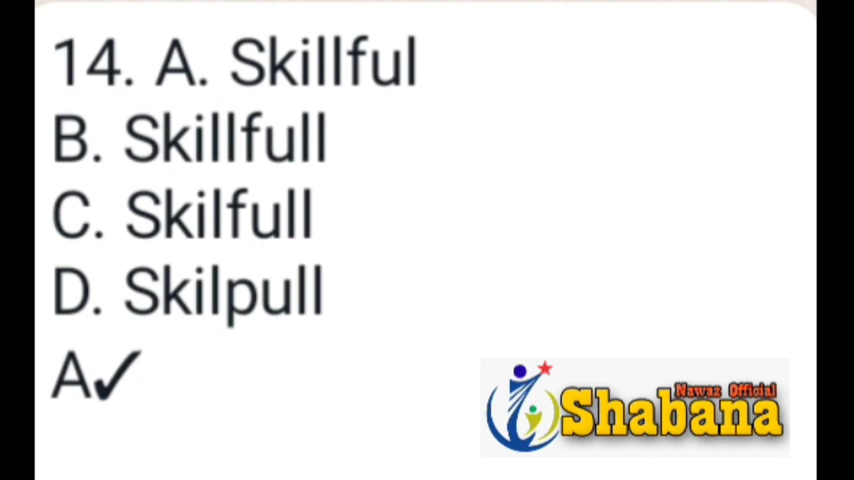 14. A. Skillful
B. Skillfull
C. Skilfull
D. Skilpull
A✓
Nawaz Official
Shabana